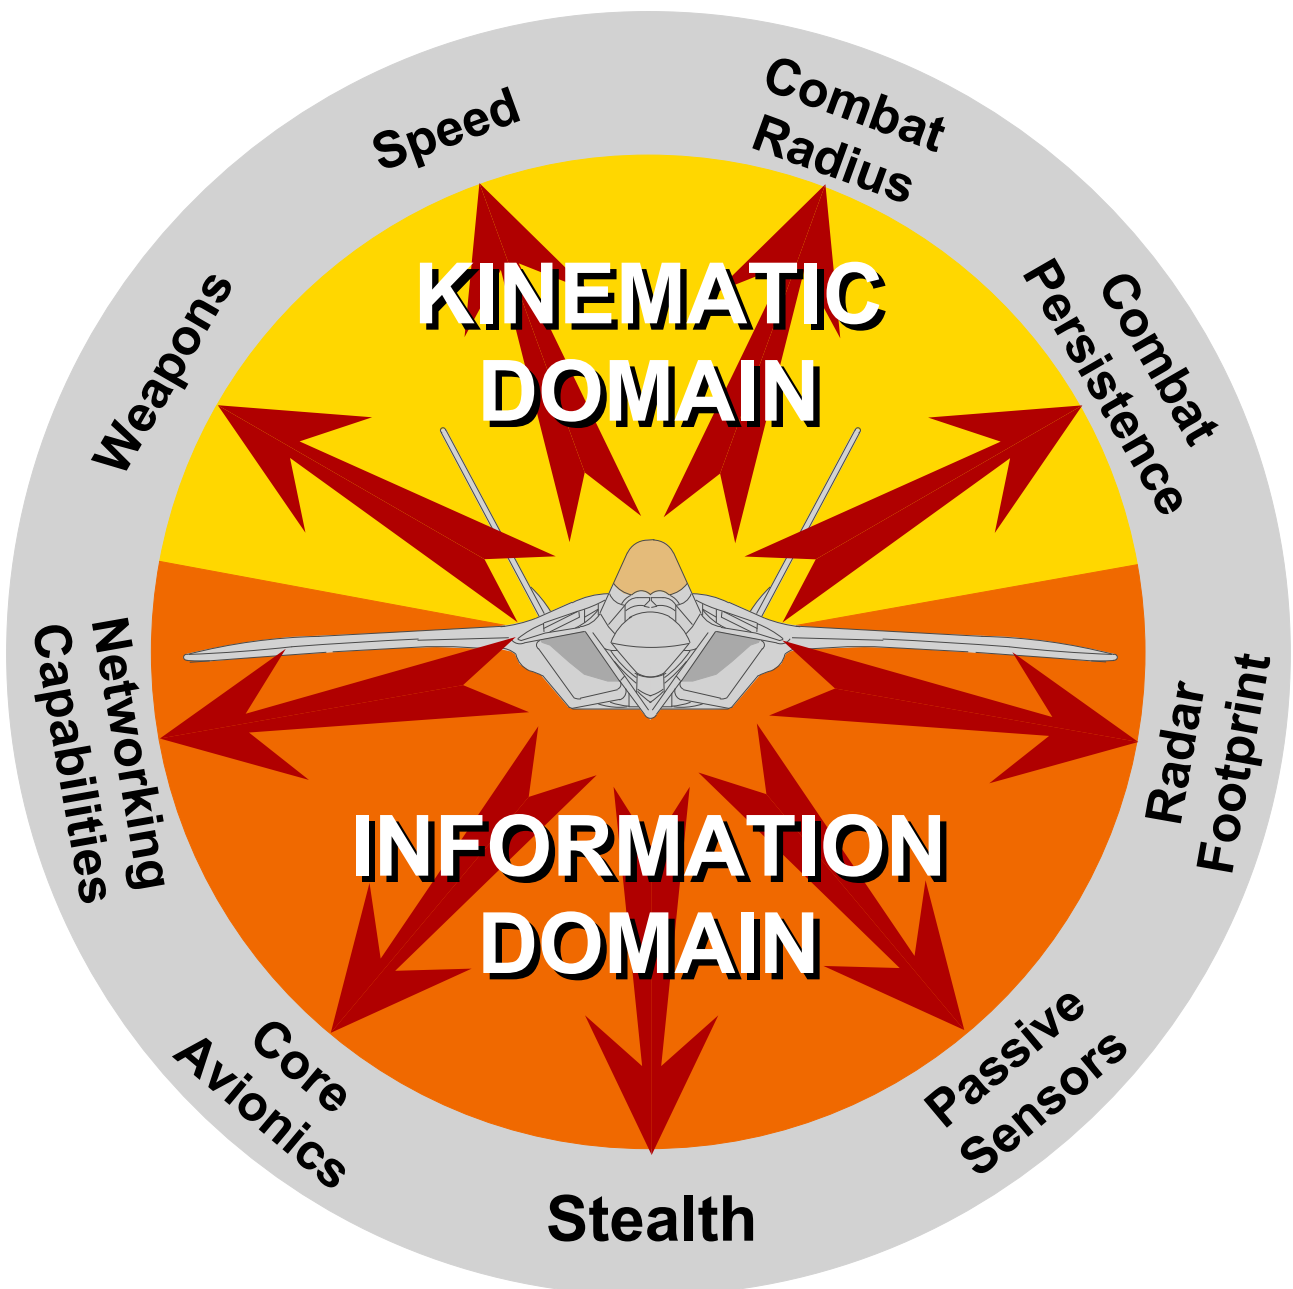 Speed
Combat
Radius
Combat
Persistence
Weapons
KINEMATIC
DOMAIN
Networking
Capabilities
Radar
Footprint
INFORMATION
DOMAIN
Core
Avionics
Passive
Sensors
Stealth